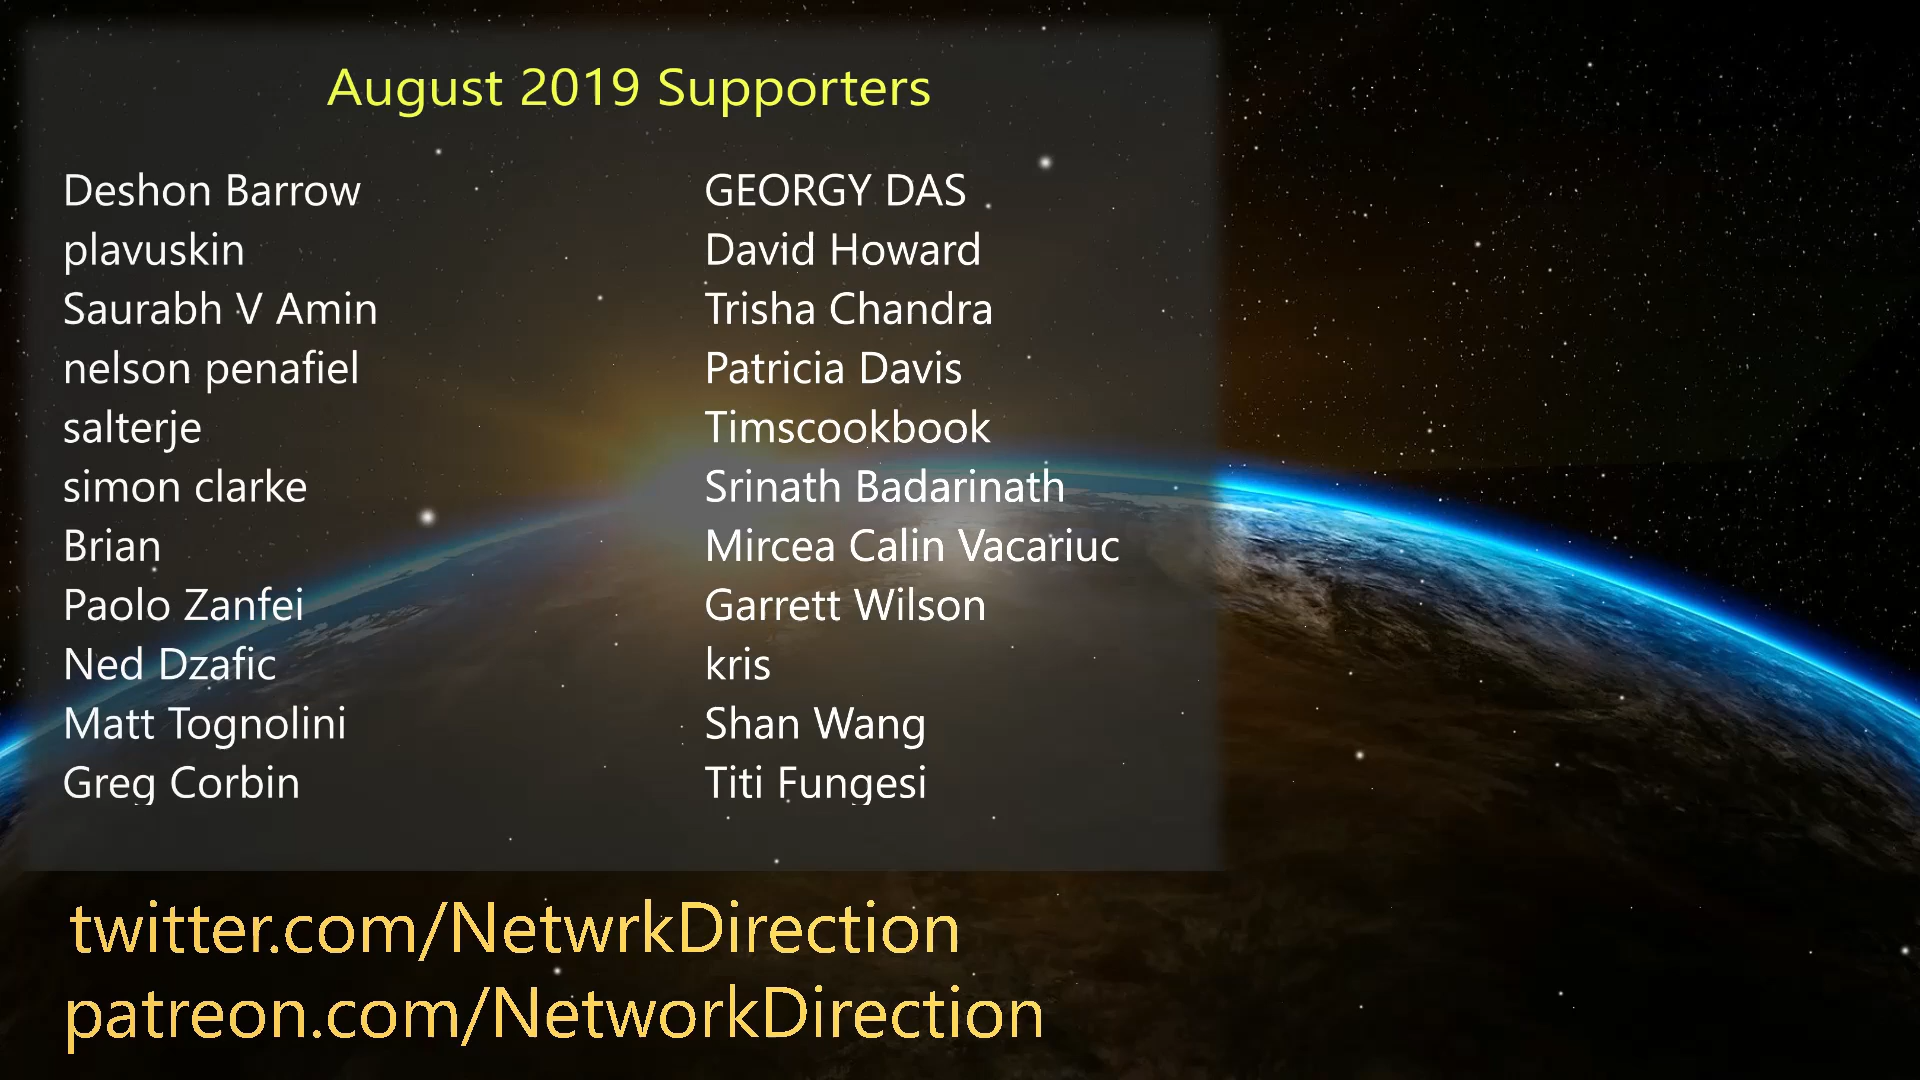 August 2019 Supporters
Deshon Barrow
plavuskin
Saurabh V Amin
nelson penafiel
salterje
simon clarke
Brian
Paolo Zanfei
Ned Dzafic
Matt Tognolini
Greg Corbin
GEORGY DAS
David Howard
Trisha Chandra
Patricia Davis
Timscookbook
Srinath Badarinath
Mircea Calin Vacariuc
Garrett Wilson
kris
Shan Wang
Titi Fungesi
twitter.com/NetwrkDirection
patreon.com/NetworkDirection